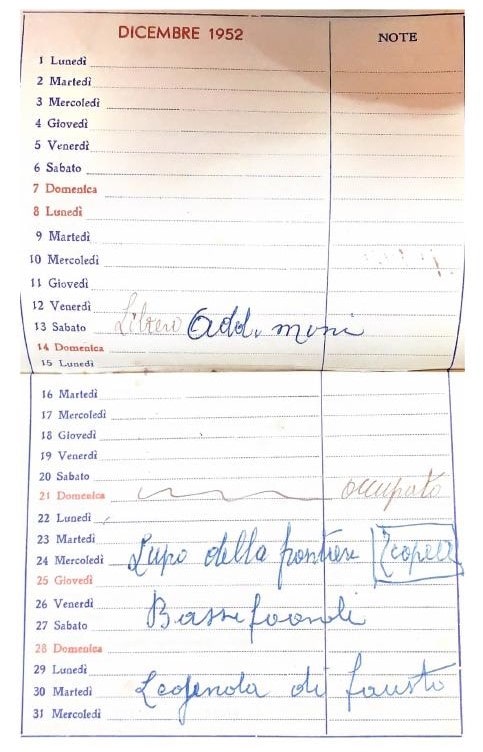 DICEMBRE 1952 NOTE
1 Lunedì
2 Martedì
3 Mercoledì
4 Giovedì
5 Venerdì
6 Sabato
7 Domenica
8 Lunedì
9 Martedì
10 Mercoledì
11 Giovedì
12 Venerdì
13 Sabato Libero Add. moni
14 Domenica
15 Lunedì
16 Martedì
17 Mercoledì
18 Giovedì
19 Venerdì
20 Sabato
21 Domenica occupato
22 Lunedì
23 Martedì
24 Mercoledì Lupo della frontiera
25 Giovedì
26 Venerdì
27 Sabato Bassifondi
28 Domenica
29 Lunedì
30 Martedì Leggenda di fausto
31 Mercoledì